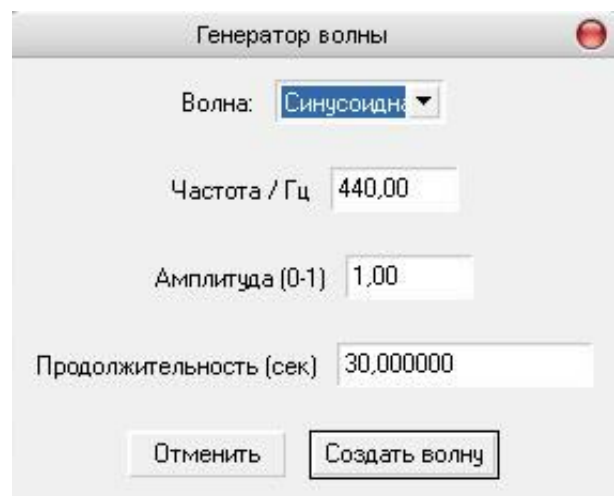 Генератор волны
Волна: Синусоидна
Частота / Гц 440,00
Амплитуда (0-1) 1,00
Продолжительность (сек) 30,000000
Отменить Создать волну